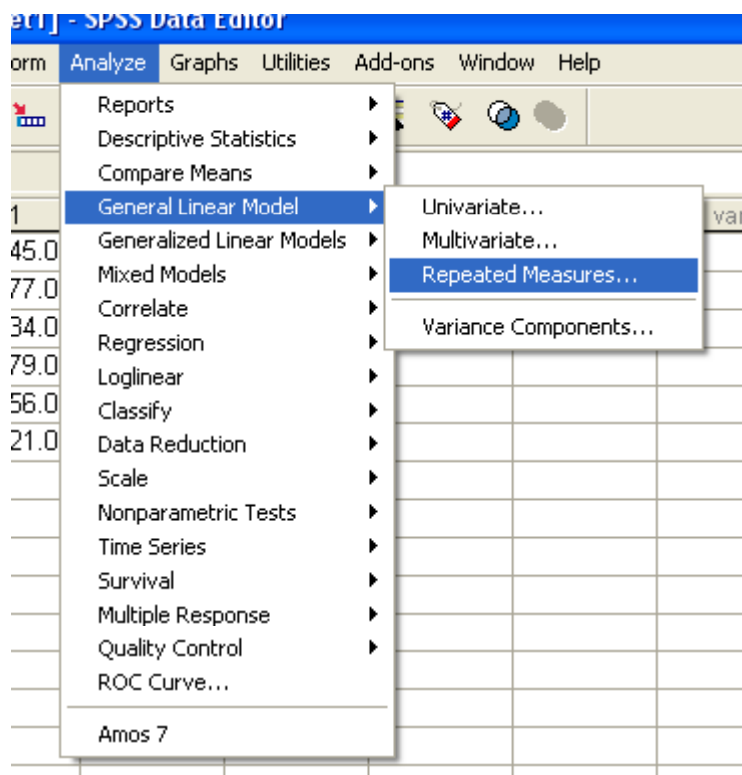 et1] - SPSS Data Editor
orm Analyze Graphs Utilities Add-ons Window Help
Reports
Descriptive Statistics
Compare Means
General Linear Model
Generalized Linear Models
Mixed Models
Correlate
Regression
Loglinear
Classify
Data Reduction
Scale
Nonparametric Tests
Time Series
Survival
Multiple Response
Quality Control
ROC Curve...
Amos 7
Univariate...
Multivariate...
Repeated Measures...
Variance Components...
1
45.0
77.0
34.0
79.0
56.0
21.0
var